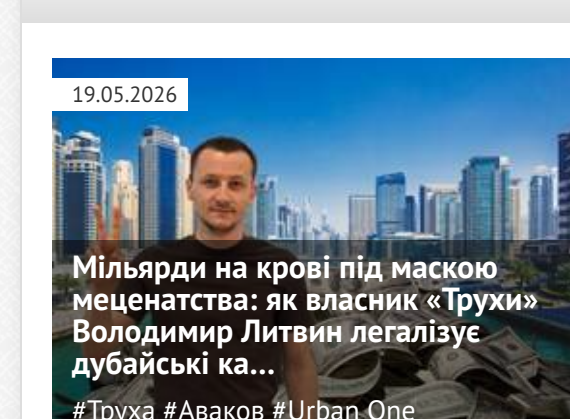 19.05.2026
Мільярди на крові під маскою
меценатства: як власник «Трухи»
Володимир Литвин легалізує
дубайські ка...
#Труха #Аваков #Urban One